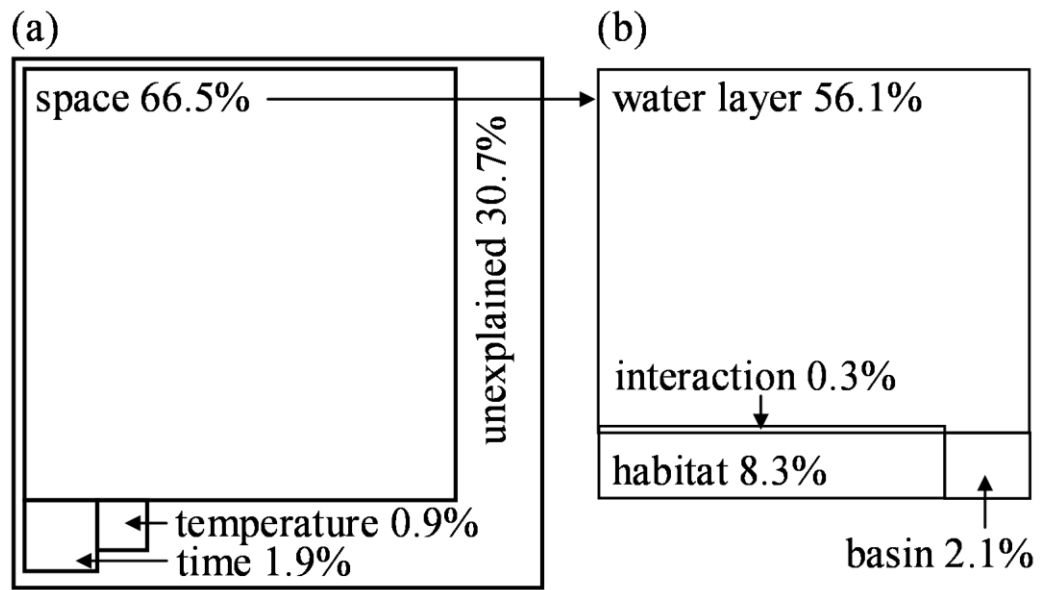 (a)
space 66.5%
unexplained 30.7%
temperature 0.9%
time 1.9%
(b)
water layer 56.1%
interaction 0.3%
habitat 8.3%
basin 2.1%